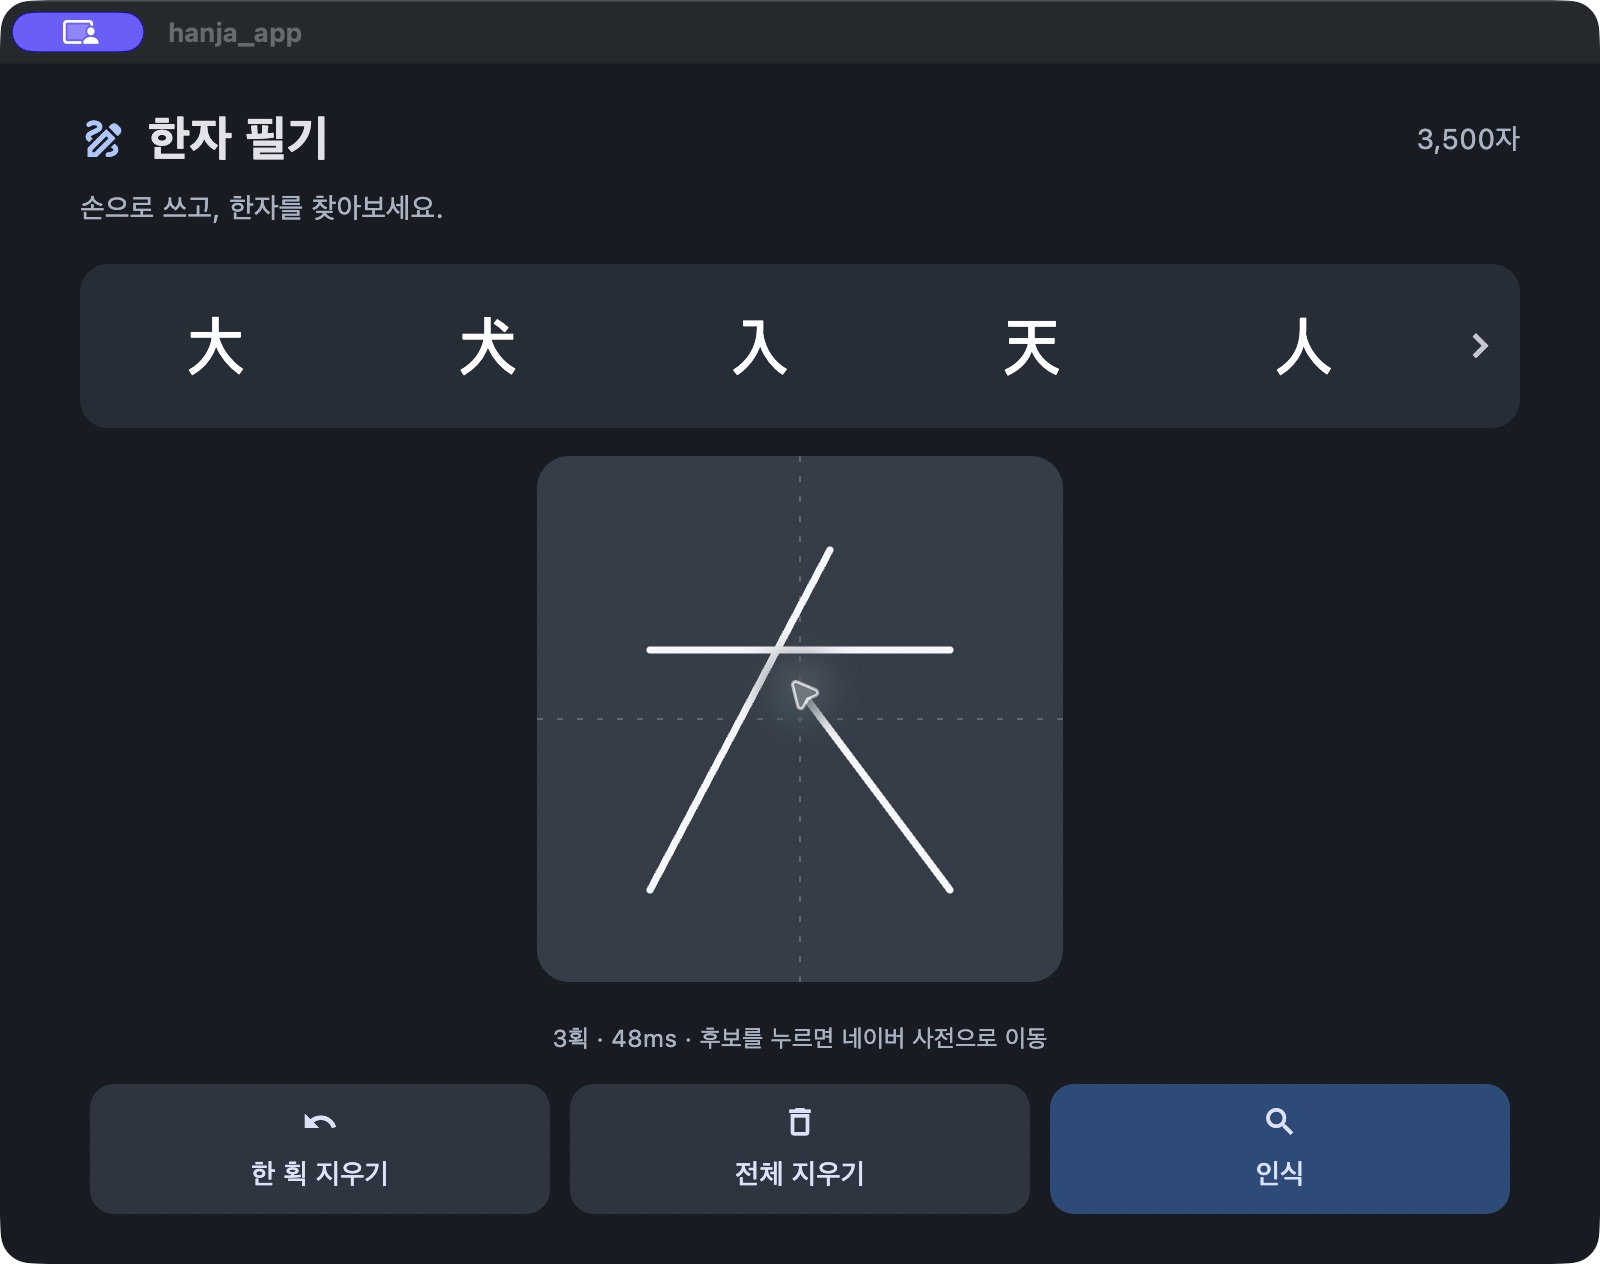 hanja_app
한자 필기
3,500자
손으로 쓰고, 한자를 찾아보세요.
大 犬 入 天 人
大
3획 · 48ms · 후보를 누르면 네이버 사전으로 이동
한 획 지우기
전체 지우기
인식